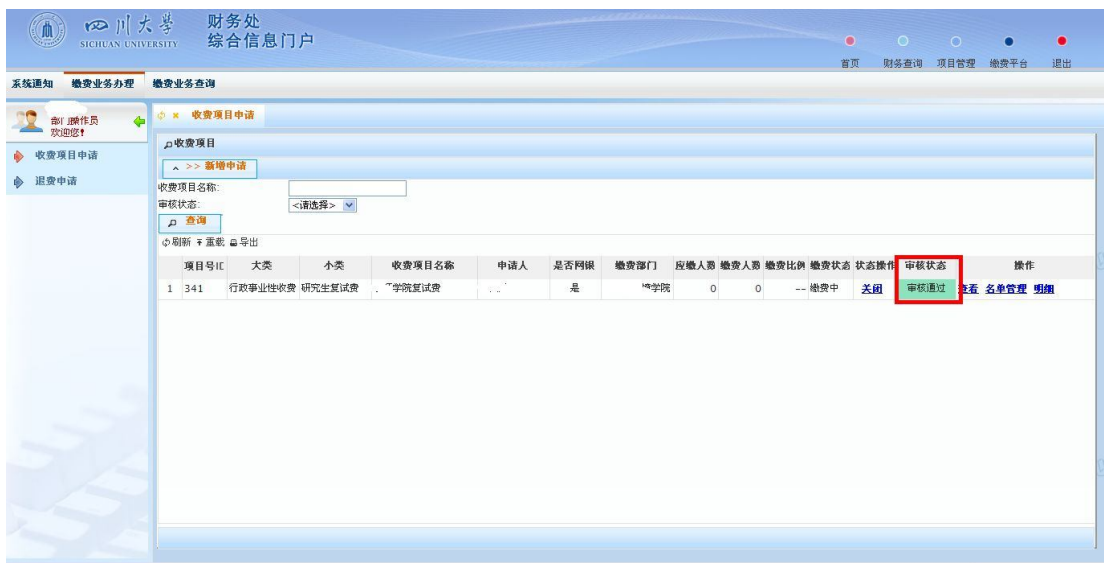 四川大学 财务处
SICHUAN UNIVERSITY 综合信息门户
首页 财务查询 项目管理 缴费平台 退出
系统通知 缴费业务办理 缴费业务查询
操作员
欢迎您!
收费项目申请
退费申请
收费项目申请
收费项目
>> 新增申请
收费项目名称:
审核状态: <请选择>
查询
刷新 重载 导出
项目号ID 大类 小类 收费项目名称 申请人 是否网银 缴费部门 应缴人数 缴费人数 缴费比例 缴费状态 状态操作 审核状态 操作
1 341 行政事业性收费 研究生复试费 学院复试费 是 学院 0 0 -- 缴费中 关闭 审核通过 查看 名单管理 明细